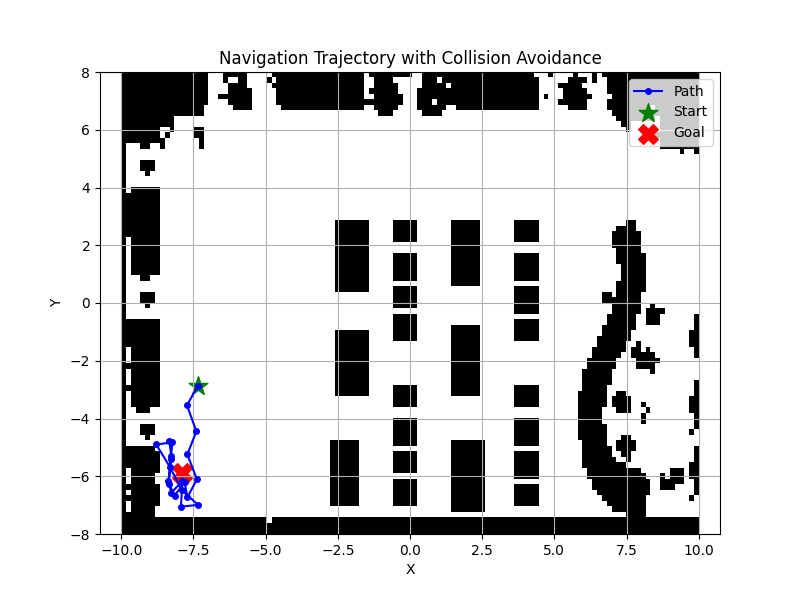 Navigation Trajectory with Collision Avoidance
Path
Start
Goal
8
6
4
2
0
−2
−4
−6
−8
Y
−10.0 −7.5 −5.0 −2.5 0.0 2.5 5.0 7.5 10.0
X